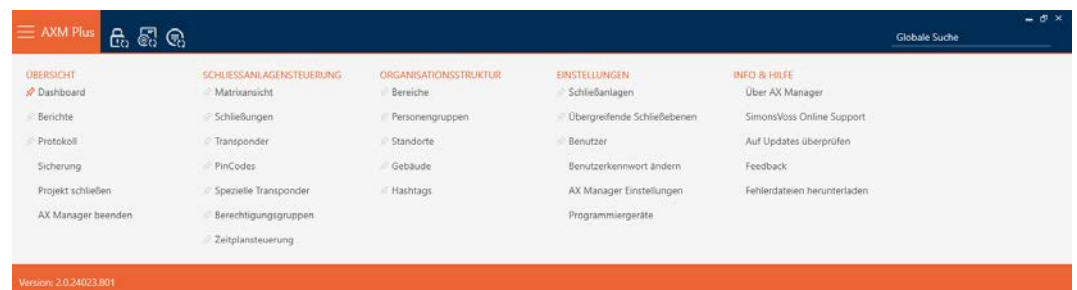 AXM Plus
Globale Suche
ÜBERSICHT
Dashboard
Berichte
Protokoll
Sicherung
Projekt schließen
AX Manager beenden
SCHLIESSANLAGENSTEUERUNG
Matrixansicht
Schließungen
Transponder
PinCodes
Spezielle Transponder
Berechtigungsgruppen
Zeitplansteuerung
ORGANISATIONSSTRUKTUR
Bereiche
Personengruppen
Standorte
Gebäude
Hashtags
EINSTELLUNGEN
Schließanlagen
Übergreifende Schließebenen
Benutzer
Benutzerkennwort ändern
AX Manager Einstellungen
Programmiergeräte
INFO & HILFE
Über AX Manager
SimonsVoss Online Support
Auf Updates überprüfen
Feedback
Fehlerdateien herunterladen
Version: 2.0.24023.801